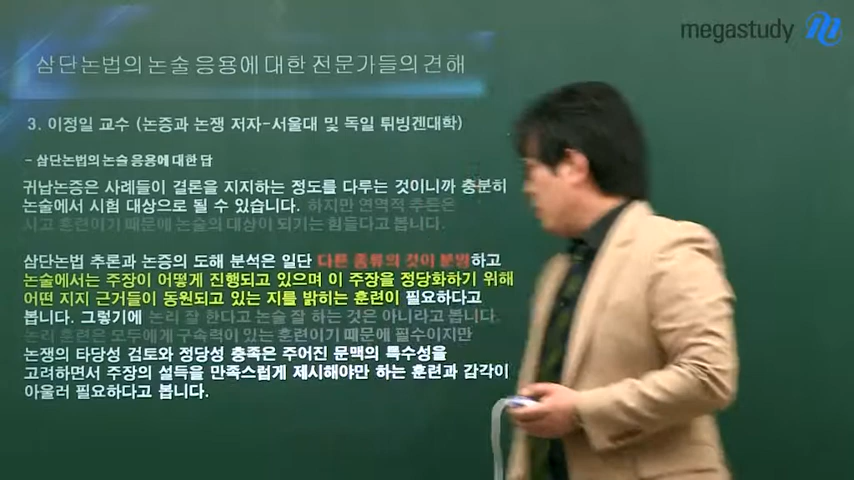 megastudy
삼단논법의 논술 응용에 대한 전문가들의 견해
3. 이정일 교수 (논증과 논쟁 저자-서울대 및 독일 튀빙겐대학)
- 삼단논법의 논술 응용에 대한 답
귀납논증은 사례들이 결론을 지지하는 정도를 다루는 것이니까 충분히
논술에서 시험 대상으로 될 수 있습니다. 하지만 연역적 추론은
사고 훈련이기 때문에 논술의 대상이 되기는 힘들다고 봅니다.
삼단논법 추론과 논증의 도해 분석은 일단 다른 종류의 것이 분명하고
논술에서는 주장이 어떻게 진행되고 있으며 이 주장을 정당화하기 위해
어떤 지지 근거들이 동원되고 있는 지를 밝히는 훈련이 필요하다고
봅니다. 그렇기에 논리 잘 한다고 논술 잘 하는 것은 아니라고 봅니다.
논리 훈련은 모두에게 구속력이 있는 훈련이기 때문에 필수이지만
논쟁의 타당성 검토와 정당성 충족은 주어진 문맥의 특수성을
고려하면서 주장의 설득을 만족스럽게 제시해야만 하는 훈련과 감각이
아울러 필요하다고 봅니다.